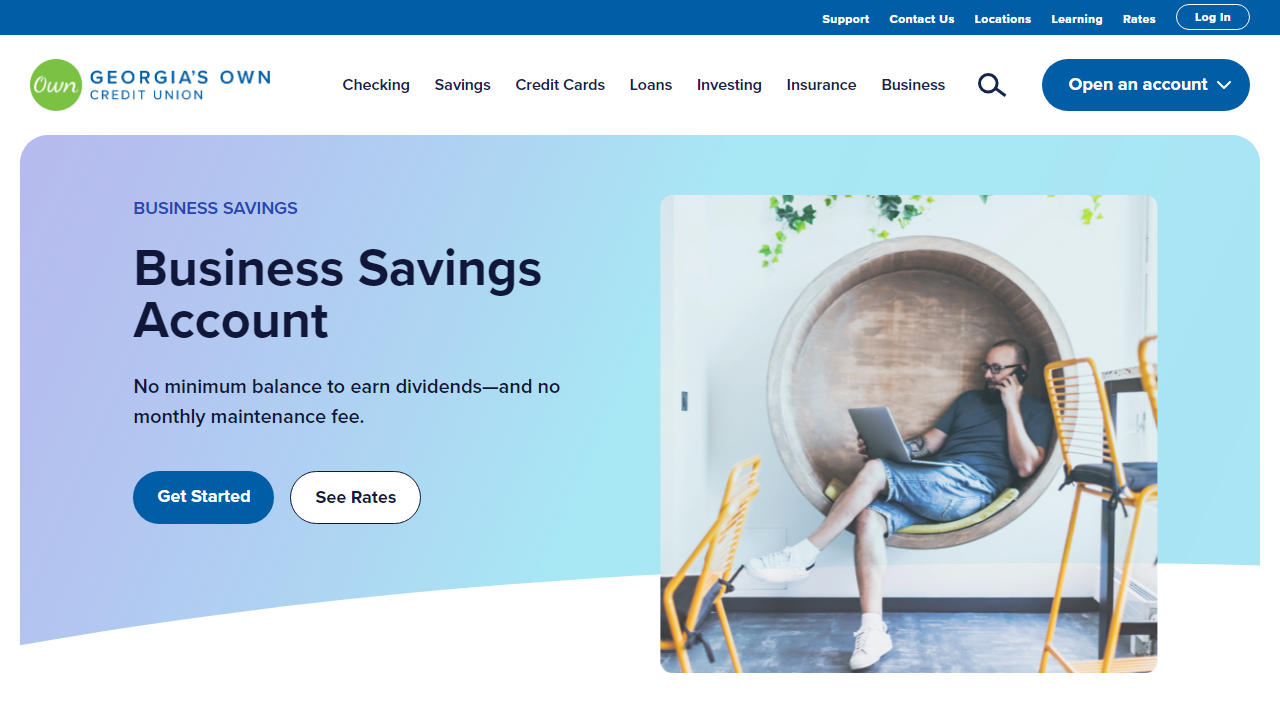 Support Contact Us Locations Learning Rates Log In
Own GEORGIA'S OWN
CREDIT UNION
Checking Savings Credit Cards Loans Investing Insurance Business Open an account
BUSINESS SAVINGS
Business Savings
Account
No minimum balance to earn dividends—and no
monthly maintenance fee.
Get Started See Rates